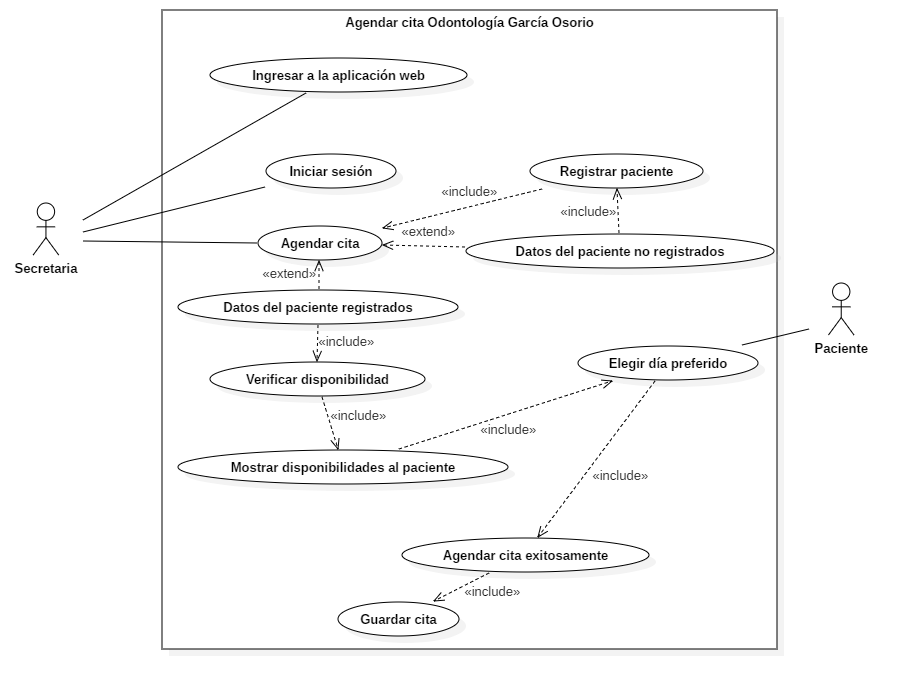 Agendar cita Odontología García Osorio
Ingresar a la aplicación web
Iniciar sesión
Registrar paciente
«include»
«include»
«extend»
Agendar cita
Datos del paciente no registrados
Secretaria
«extend»
Datos del paciente registrados
«include»
Paciente
Elegir día preferido
Verificar disponibilidad
«include»
«include»
Mostrar disponibilidades al paciente
«include»
Agendar cita exitosamente
«include»
Guardar cita